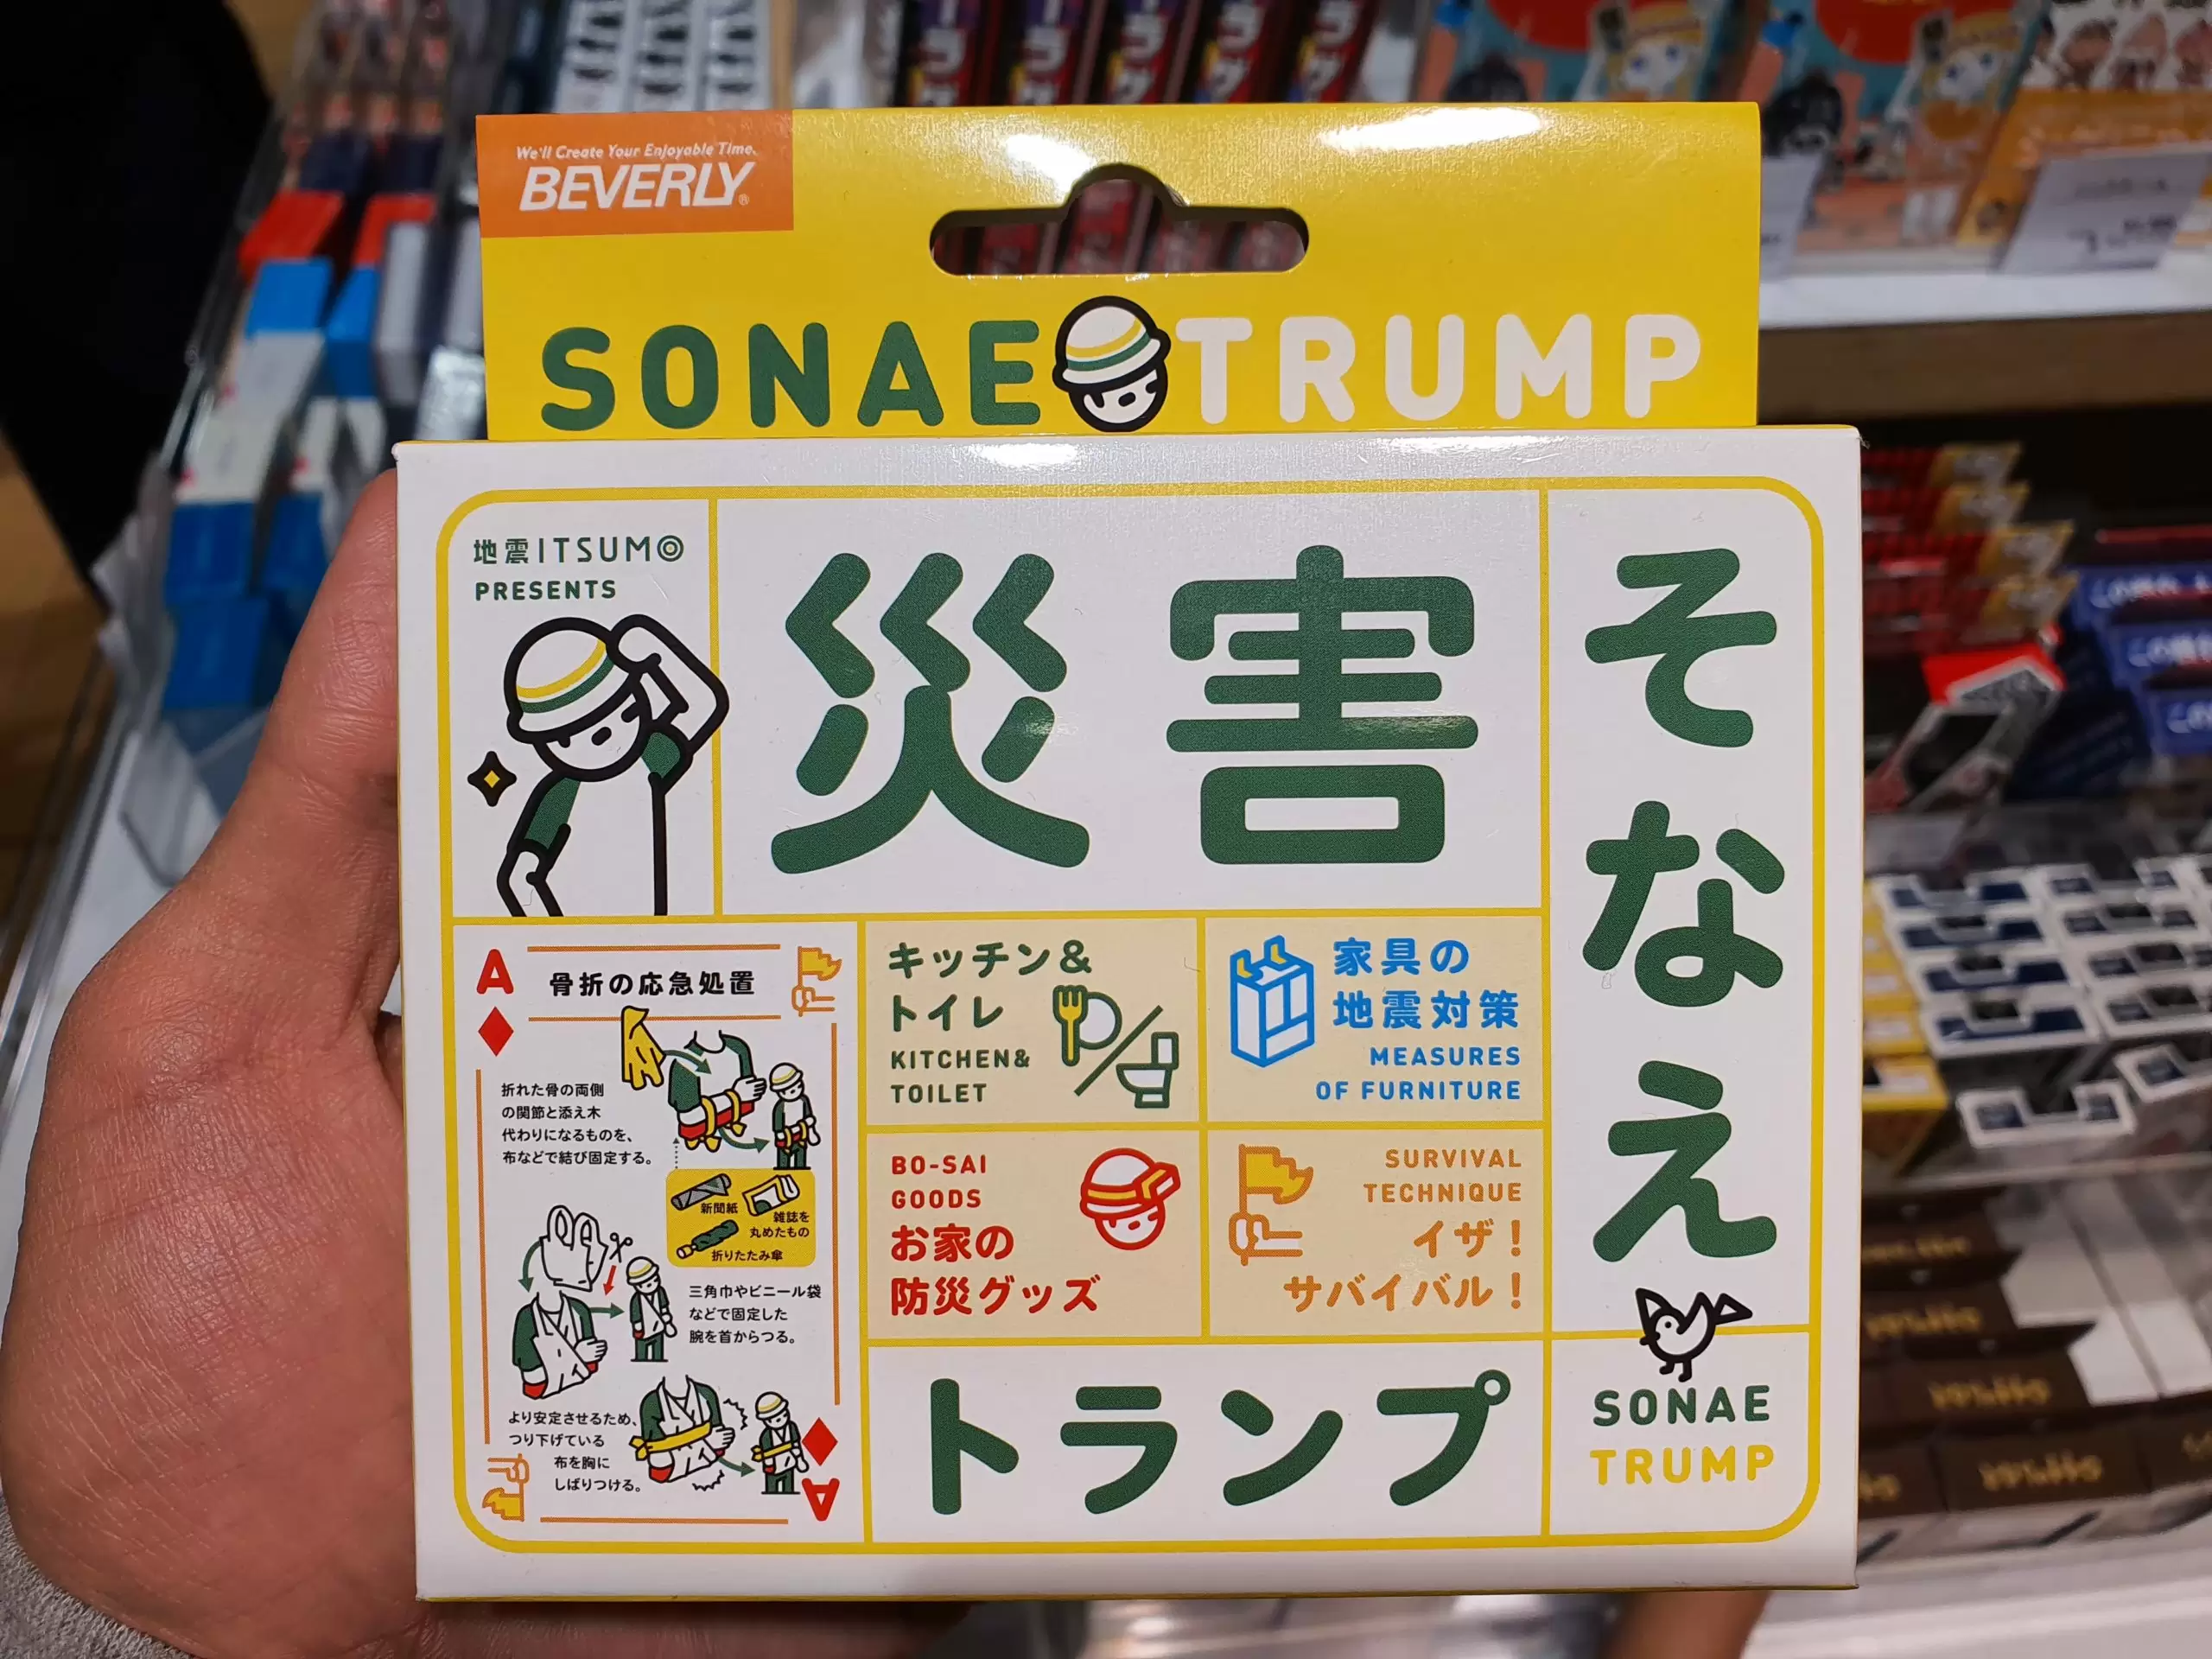 We'll Create Your Enjoyable Time.
BEVERLY®
SONAE TRUMP
地震ITSUMO
PRESENTS
災害
そなえ
A
骨折の応急処置
折れた骨の両側
の関節と添え木
代わりになるものを、
布などで結び固定する。
新聞紙
雑誌を
丸めたもの
折りたたみ傘
三角巾やビニール袋
などで固定した
腕を首からつる。
より安定させるため、
つり下げている
布を胸に
しばりつける。
A
キッチン&
トイレ
KITCHEN&
TOILET
家具の
地震対策
MEASURES
OF FURNITURE
BO-SAI
GOODS
お家の
防災グッズ
SURVIVAL
TECHNIQUE
イザ！
サバイバル！
トランプ
SONAE
TRUMP